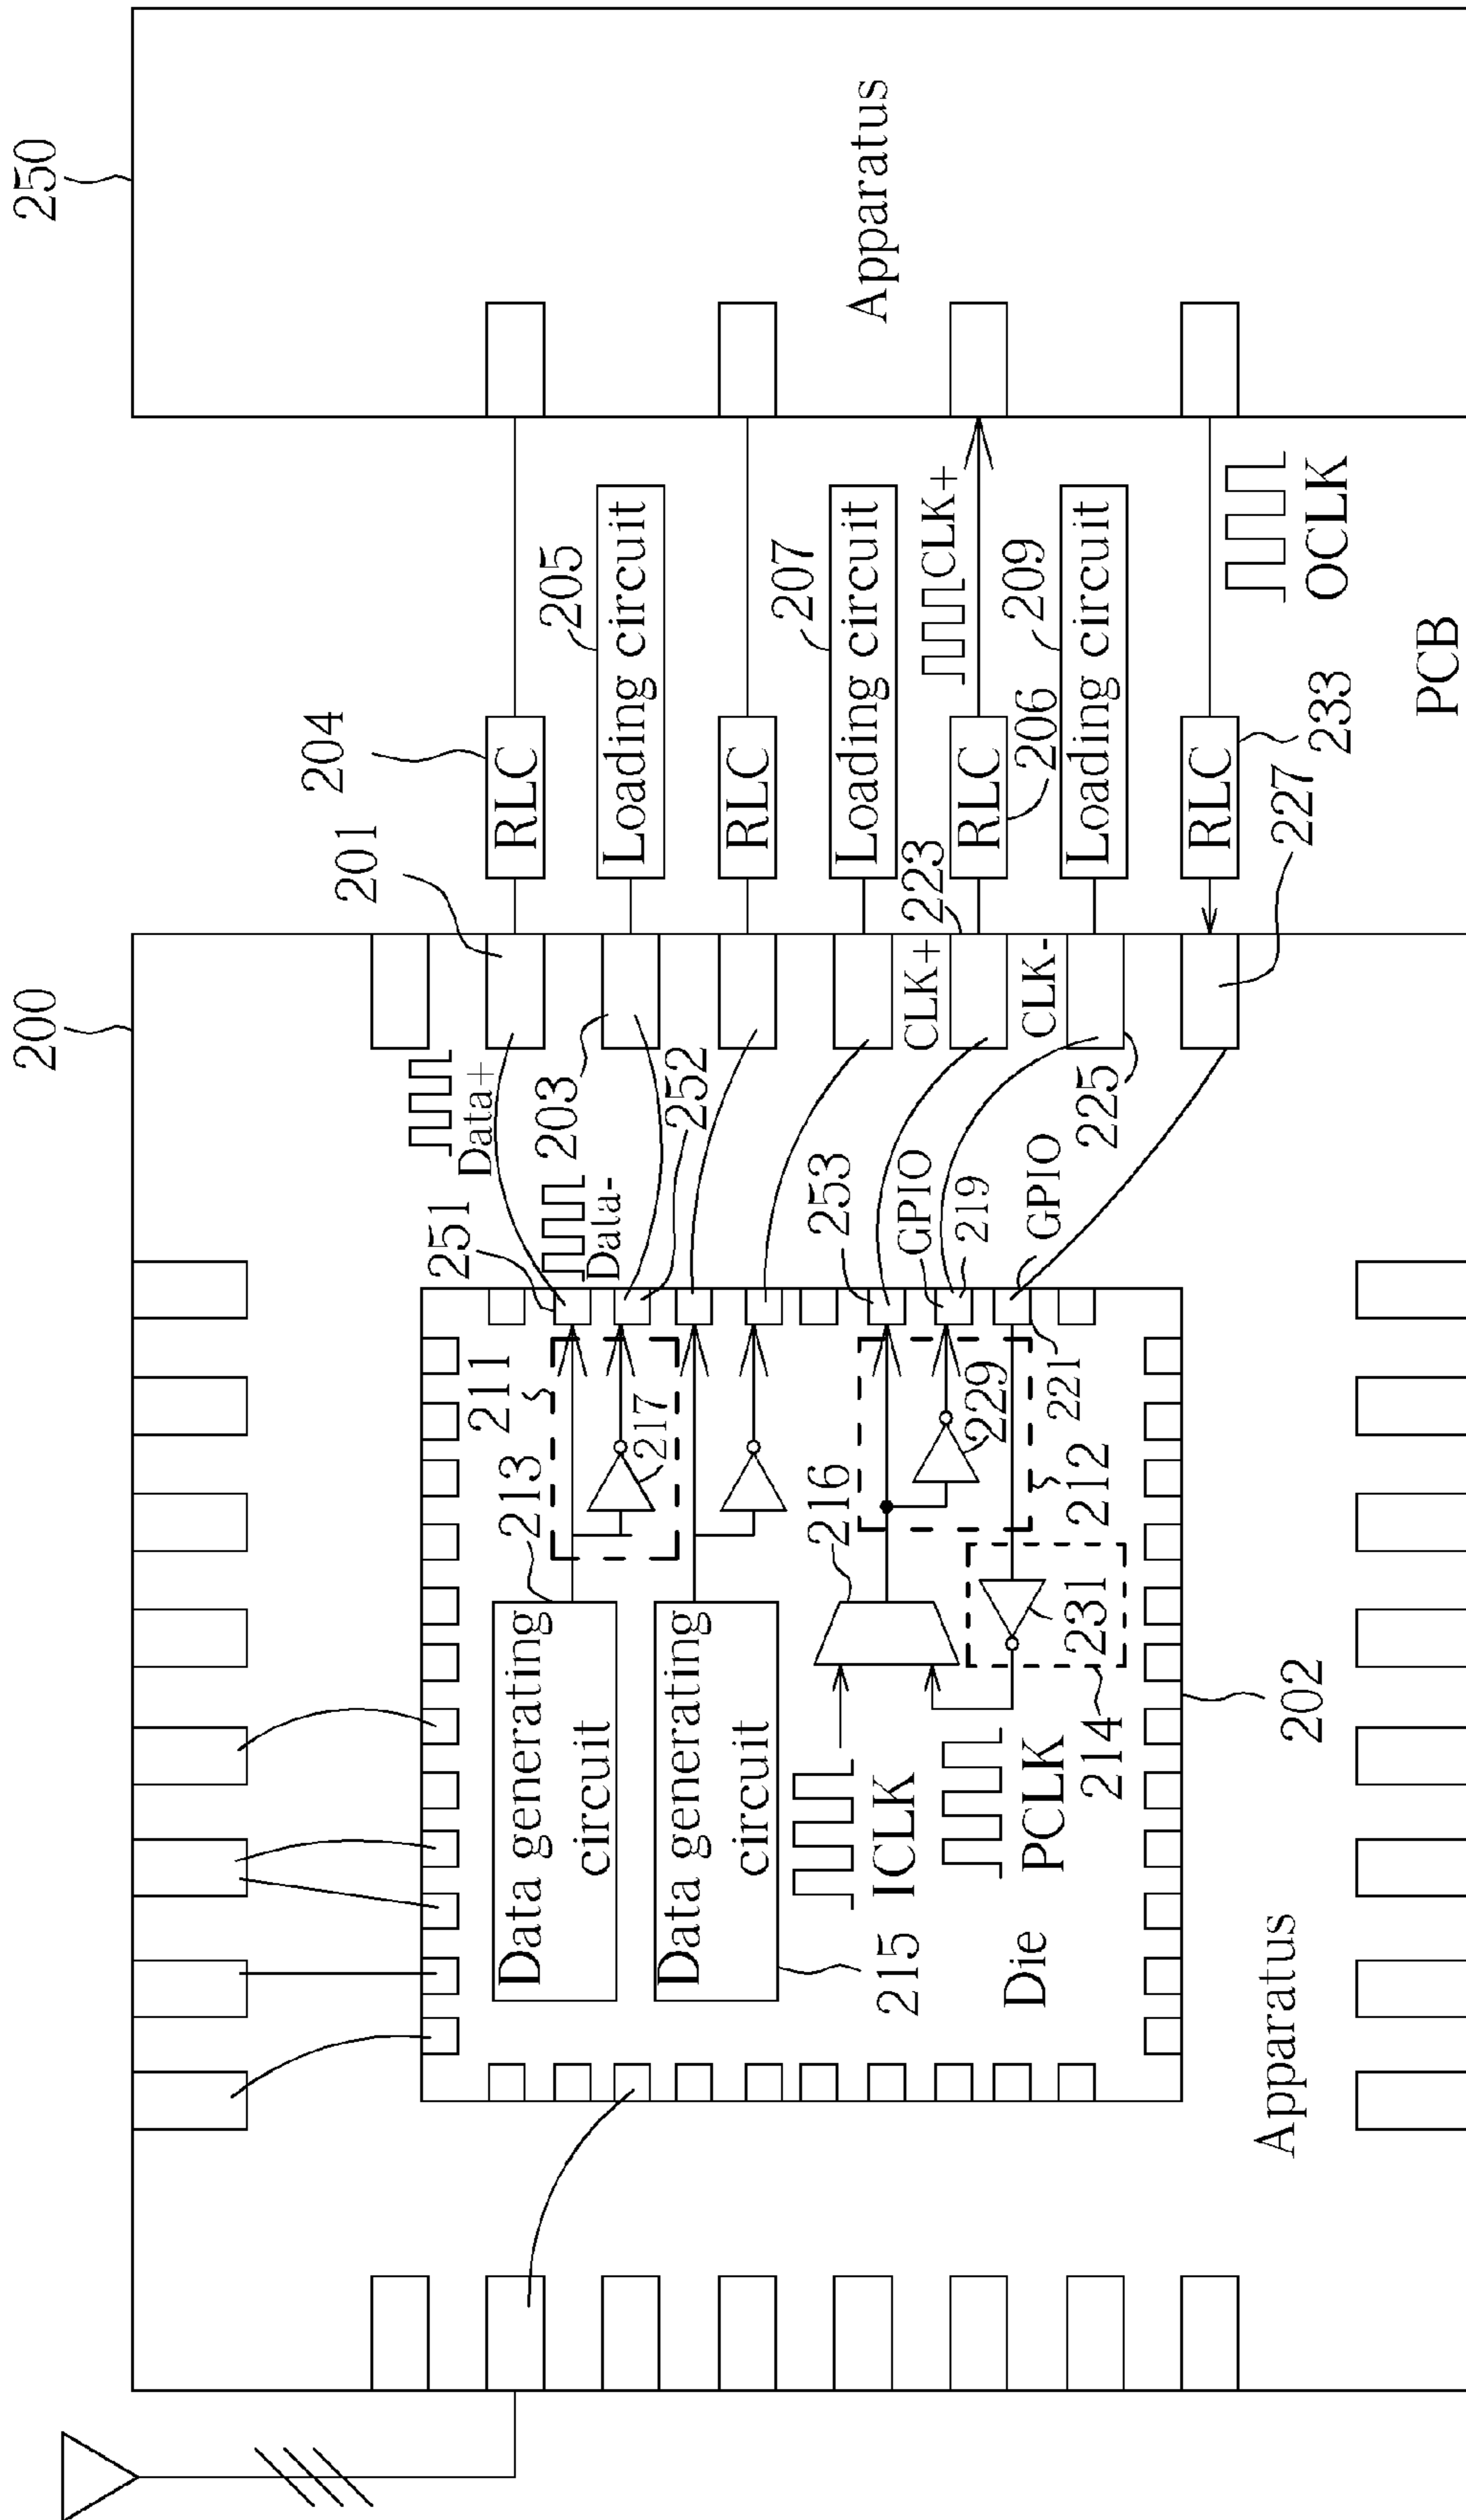 250
Apparatus
200
201
204
RLC
205
Loading circuit
RLC
207
Loading circuit
CLK+
223
RLC
206
209
Loading circuit
RLC
233
227
OCLK
PCB
Data+
203
Data-
251
252
253
CLK+
CLK-
GPIO
219
225
GPIO
211
213
217
216
229
221
212
231
214
Data generating
circuit
Data generating
circuit
215
ICLK
PCLK
Die
202
Apparatus